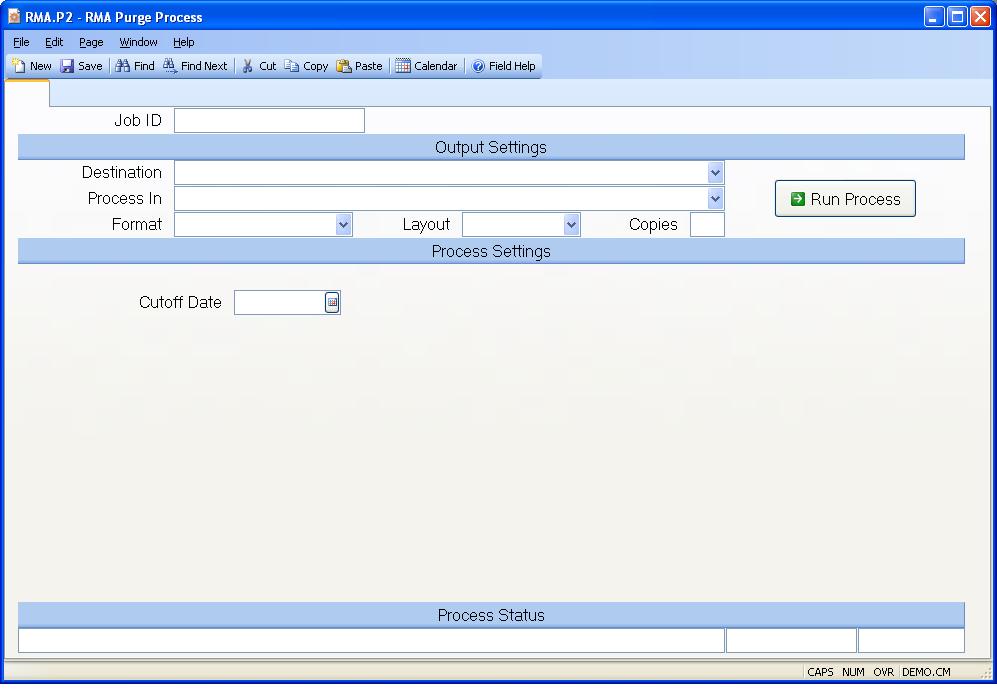 RMA.P2 - RMA Purge Process
File Edit Page Window Help
New Save Find Find Next Cut Copy Paste Calendar Field Help
Job ID
Output Settings
Destination
Process In
Run Process
Format Layout Copies
Process Settings
Cutoff Date
Process Status
CAPS NUM OVR DEMO.CM